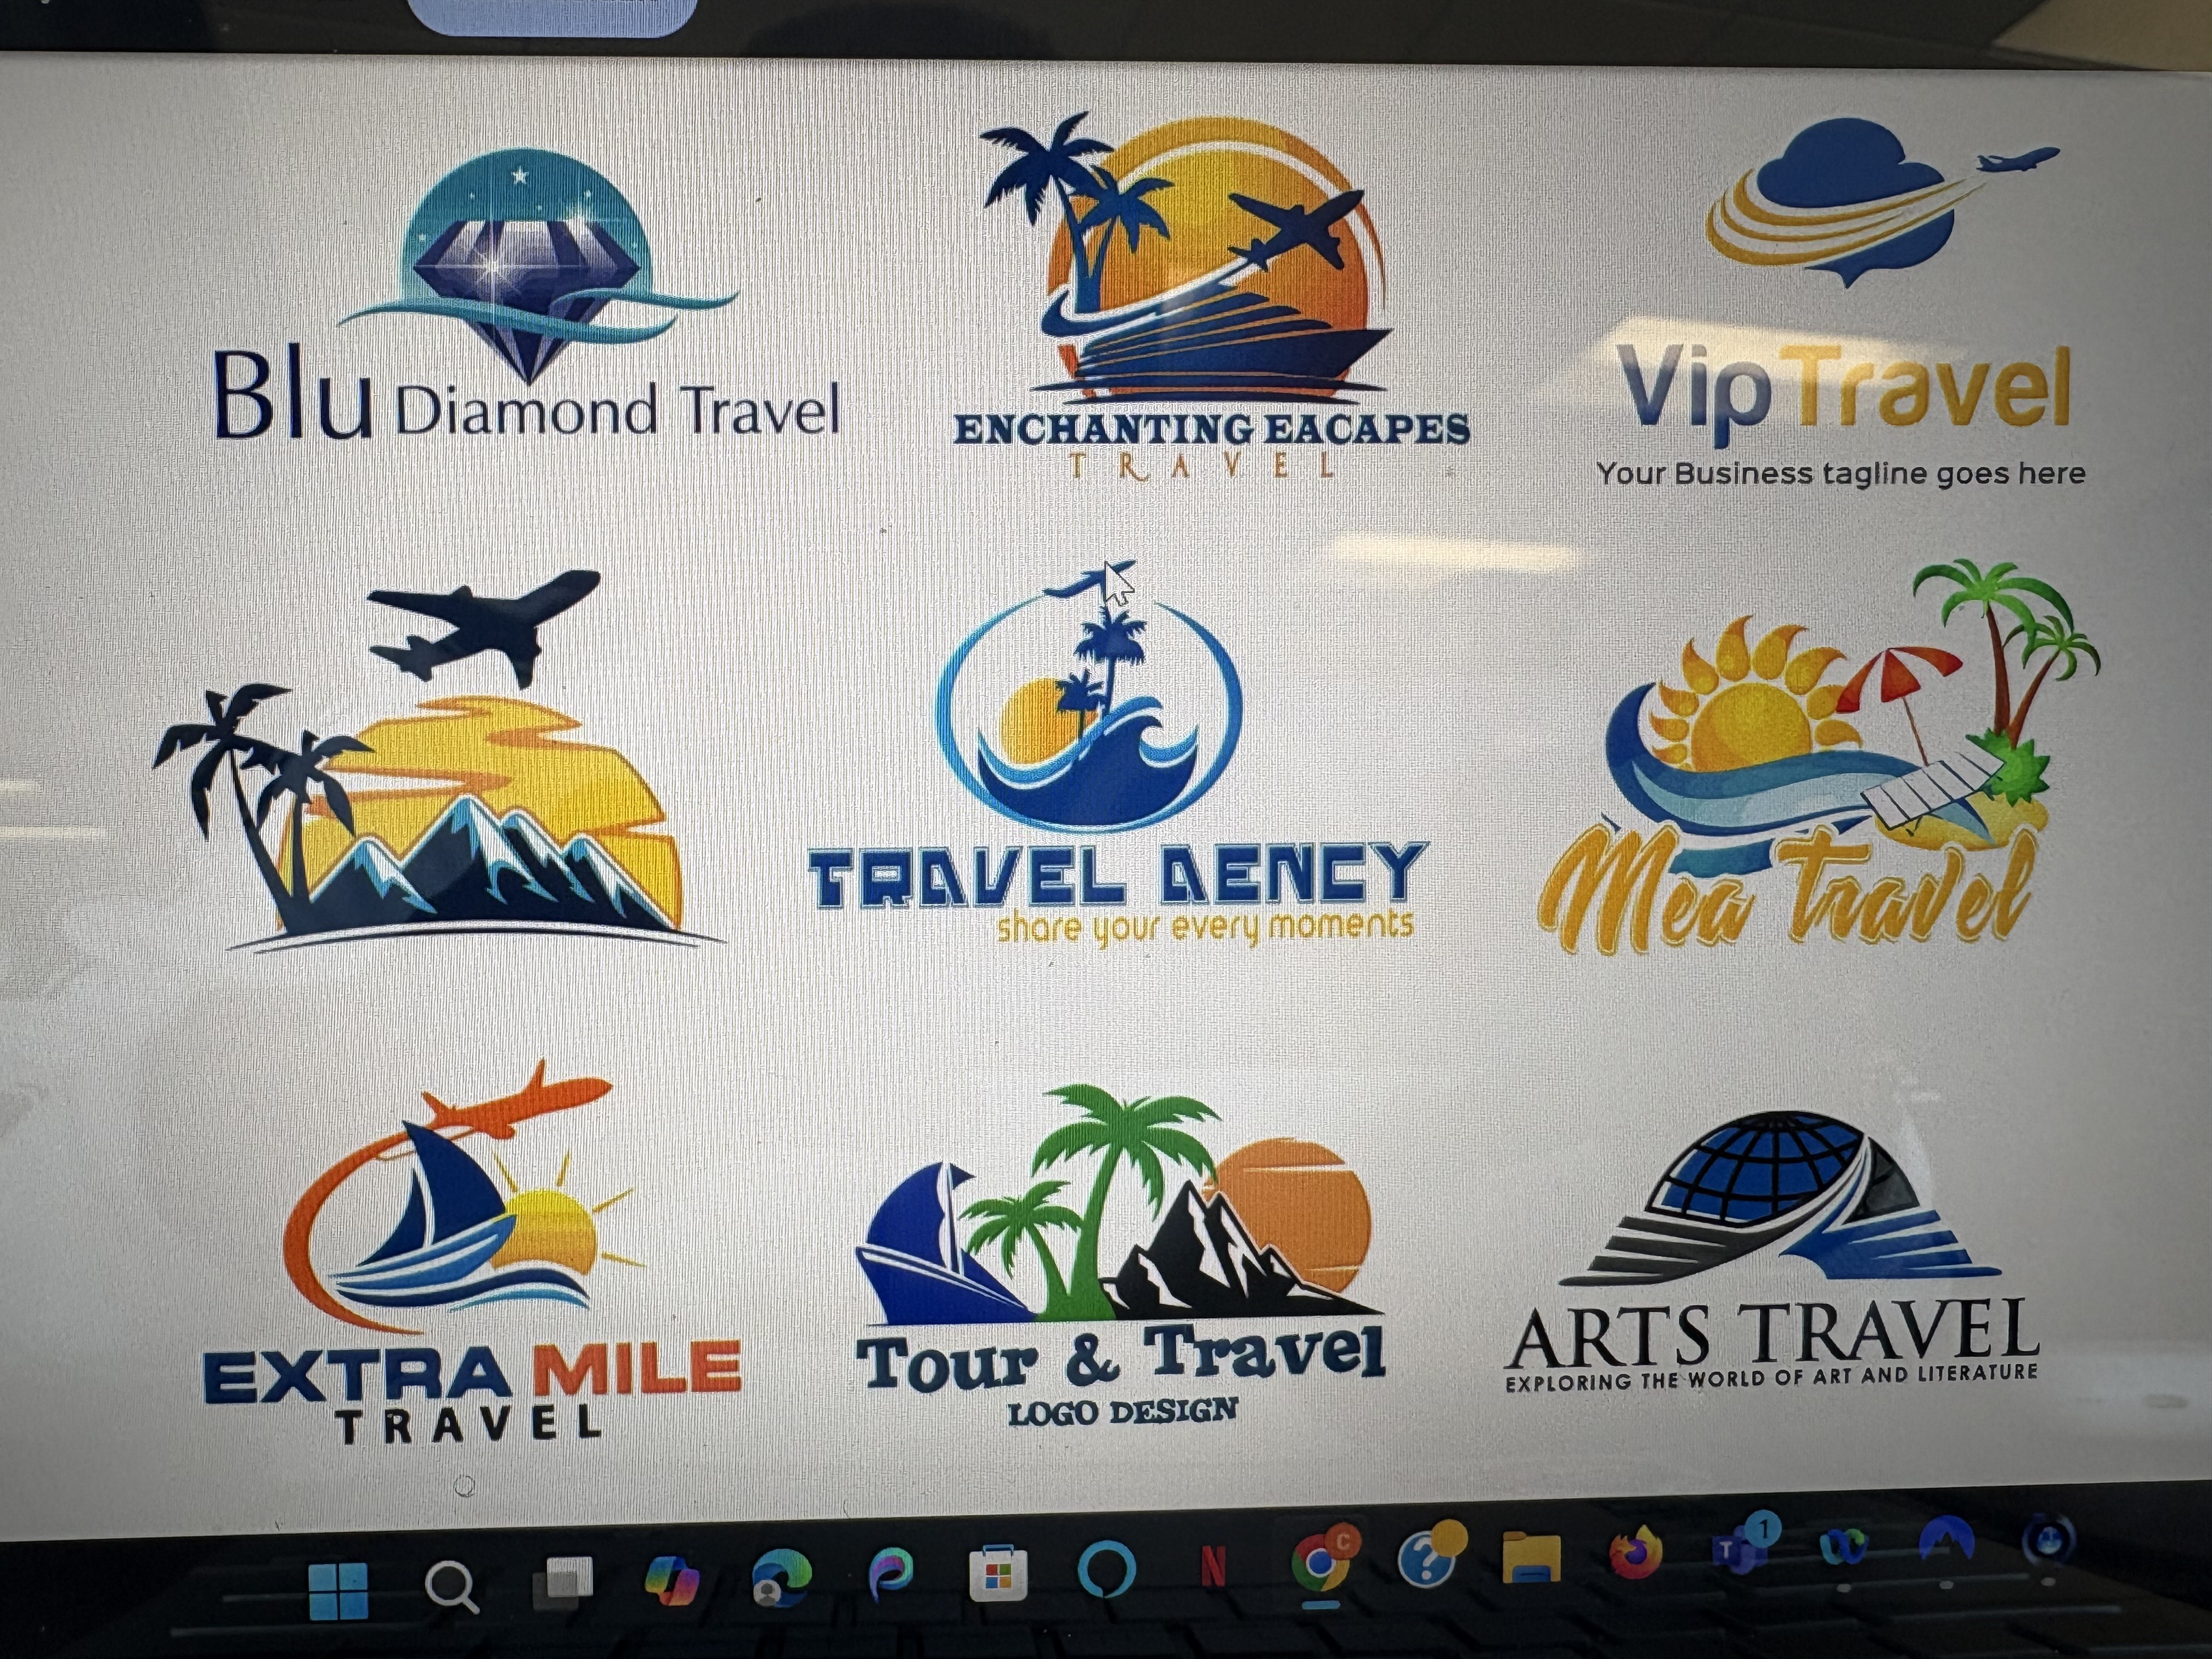 Blu Diamond Travel
ENCHANTING EACAPES
TRAVEL
VipTravel
Your Business tagline goes here
TRAVEL AENCY
share your every moments
Mea Travel
EXTRA MILE
TRAVEL
Tour & Travel
LOGO DESIGN
ARTS TRAVEL
EXPLORING THE WORLD OF ART AND LITERATURE
N
C
?
T
1